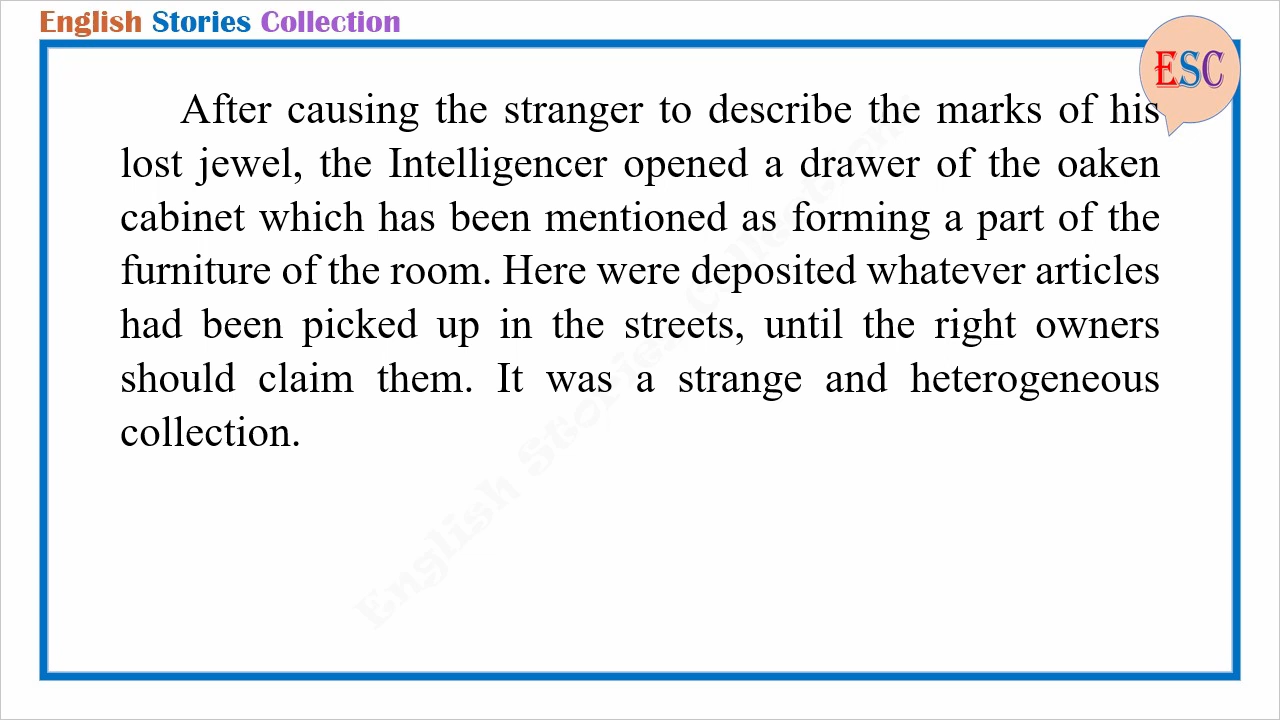 English Stories Collection
ESC
After causing the stranger to describe the marks of his
lost jewel, the Intelligencer opened a drawer of the oaken
cabinet which has been mentioned as forming a part of the
furniture of the room. Here were deposited whatever articles
had been picked up in the streets, until the right owners
should claim them. It was a strange and heterogeneous
collection.
English Stories Collection